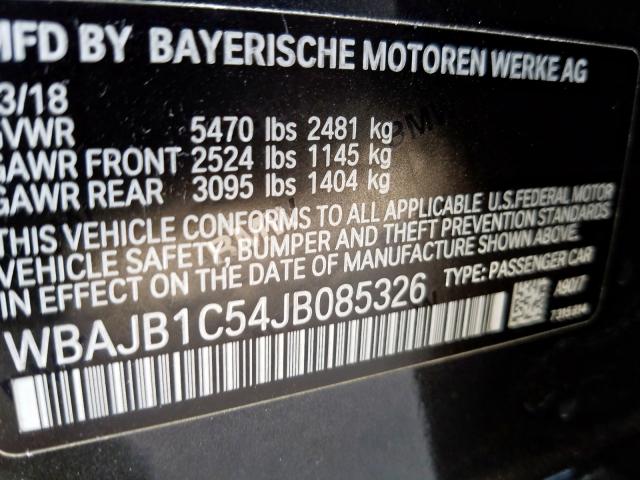 MFD BY BAYERISCHE MOTOREN WERKE AG
3/18
GVWR 5470 lbs 2481 kg
GAWR FRONT 2524 lbs 1145 kg
GAWR REAR 3095 lbs 1404 kg
THIS VEHICLE CONFORMS TO ALL APPLICABLE U.S.FEDERAL MOTOR
VEHICLE SAFETY, BUMPER AND THEFT PREVENTION STANDARDS
IN EFFECT ON THE DATE OF MANUFACTURE SHOWN ABOVE.
WBAJB1C54JB085326 TYPE: PASSENGER CAR
A90/7